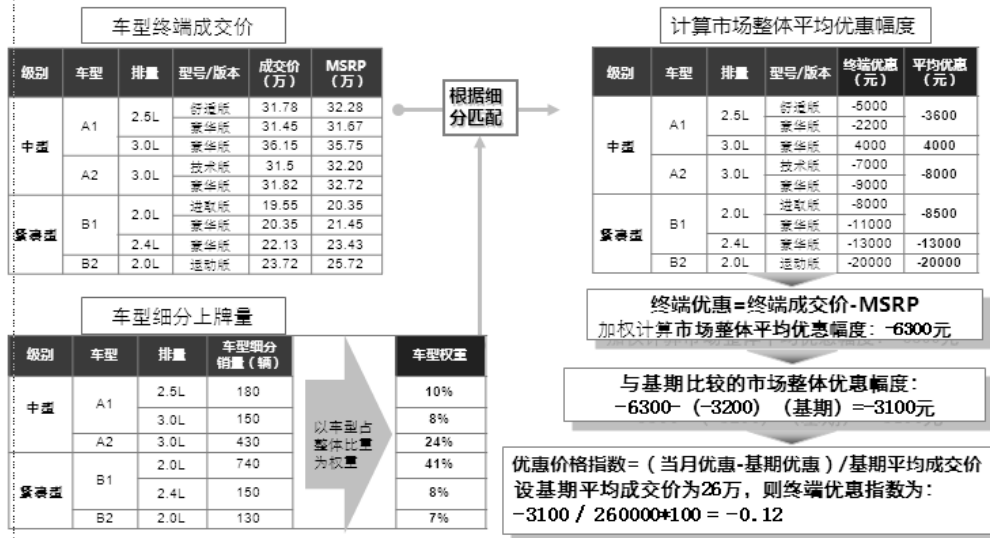 车型终端成交价
级别 车型 排量 型号/版本 成交价（万） MSRP（万）
中型 A1 2.5L 舒适版 31.78 32.28
豪华版 31.45 31.67
3.0L 豪华版 36.15 35.75
A2 3.0L 技术版 31.5 32.20
豪华版 31.82 32.72
紧凑型 B1 2.0L 进取版 19.55 20.35
豪华版 20.35 21.45
2.4L 豪华版 22.13 23.43
B2 2.0L 运动版 23.72 25.72
根据细
分匹配
计算市场整体平均优惠幅度
级别 车型 排量 型号/版本 终端优惠（元） 平均优惠（元）
中型 A1 2.5L 舒适版 -5000 -3600
豪华版 -2200
3.0L 豪华版 4000 4000
A2 3.0L 技术版 -7000 -8000
豪华版 -9000
紧凑型 B1 2.0L 进取版 -8000 -8500
豪华版 -11000
2.4L 豪华版 -13000 -13000
B2 2.0L 运动版 -20000 -20000
车型细分上牌量
级别 车型 排量 车型细分销量（辆）
中型 A1 2.5L 180
3.0L 150
A2 3.0L 430
紧凑型 B1 2.0L 740
2.4L 150
B2 2.0L 130
以车型占
整体比重
为权重
车型权重
10%
8%
24%
41%
8%
7%
终端优惠=终端成交价-MSRP
加权计算市场整体平均优惠幅度：-6300元
与基期比较的市场整体优惠幅度：
-6300-（-3200）（基期）=-3100元
优惠价格指数=（当月优惠-基期优惠）/基期平均成交价
设基期平均成交价为26万，则终端优惠指数为：
-3100 / 260000*100 = -0.12